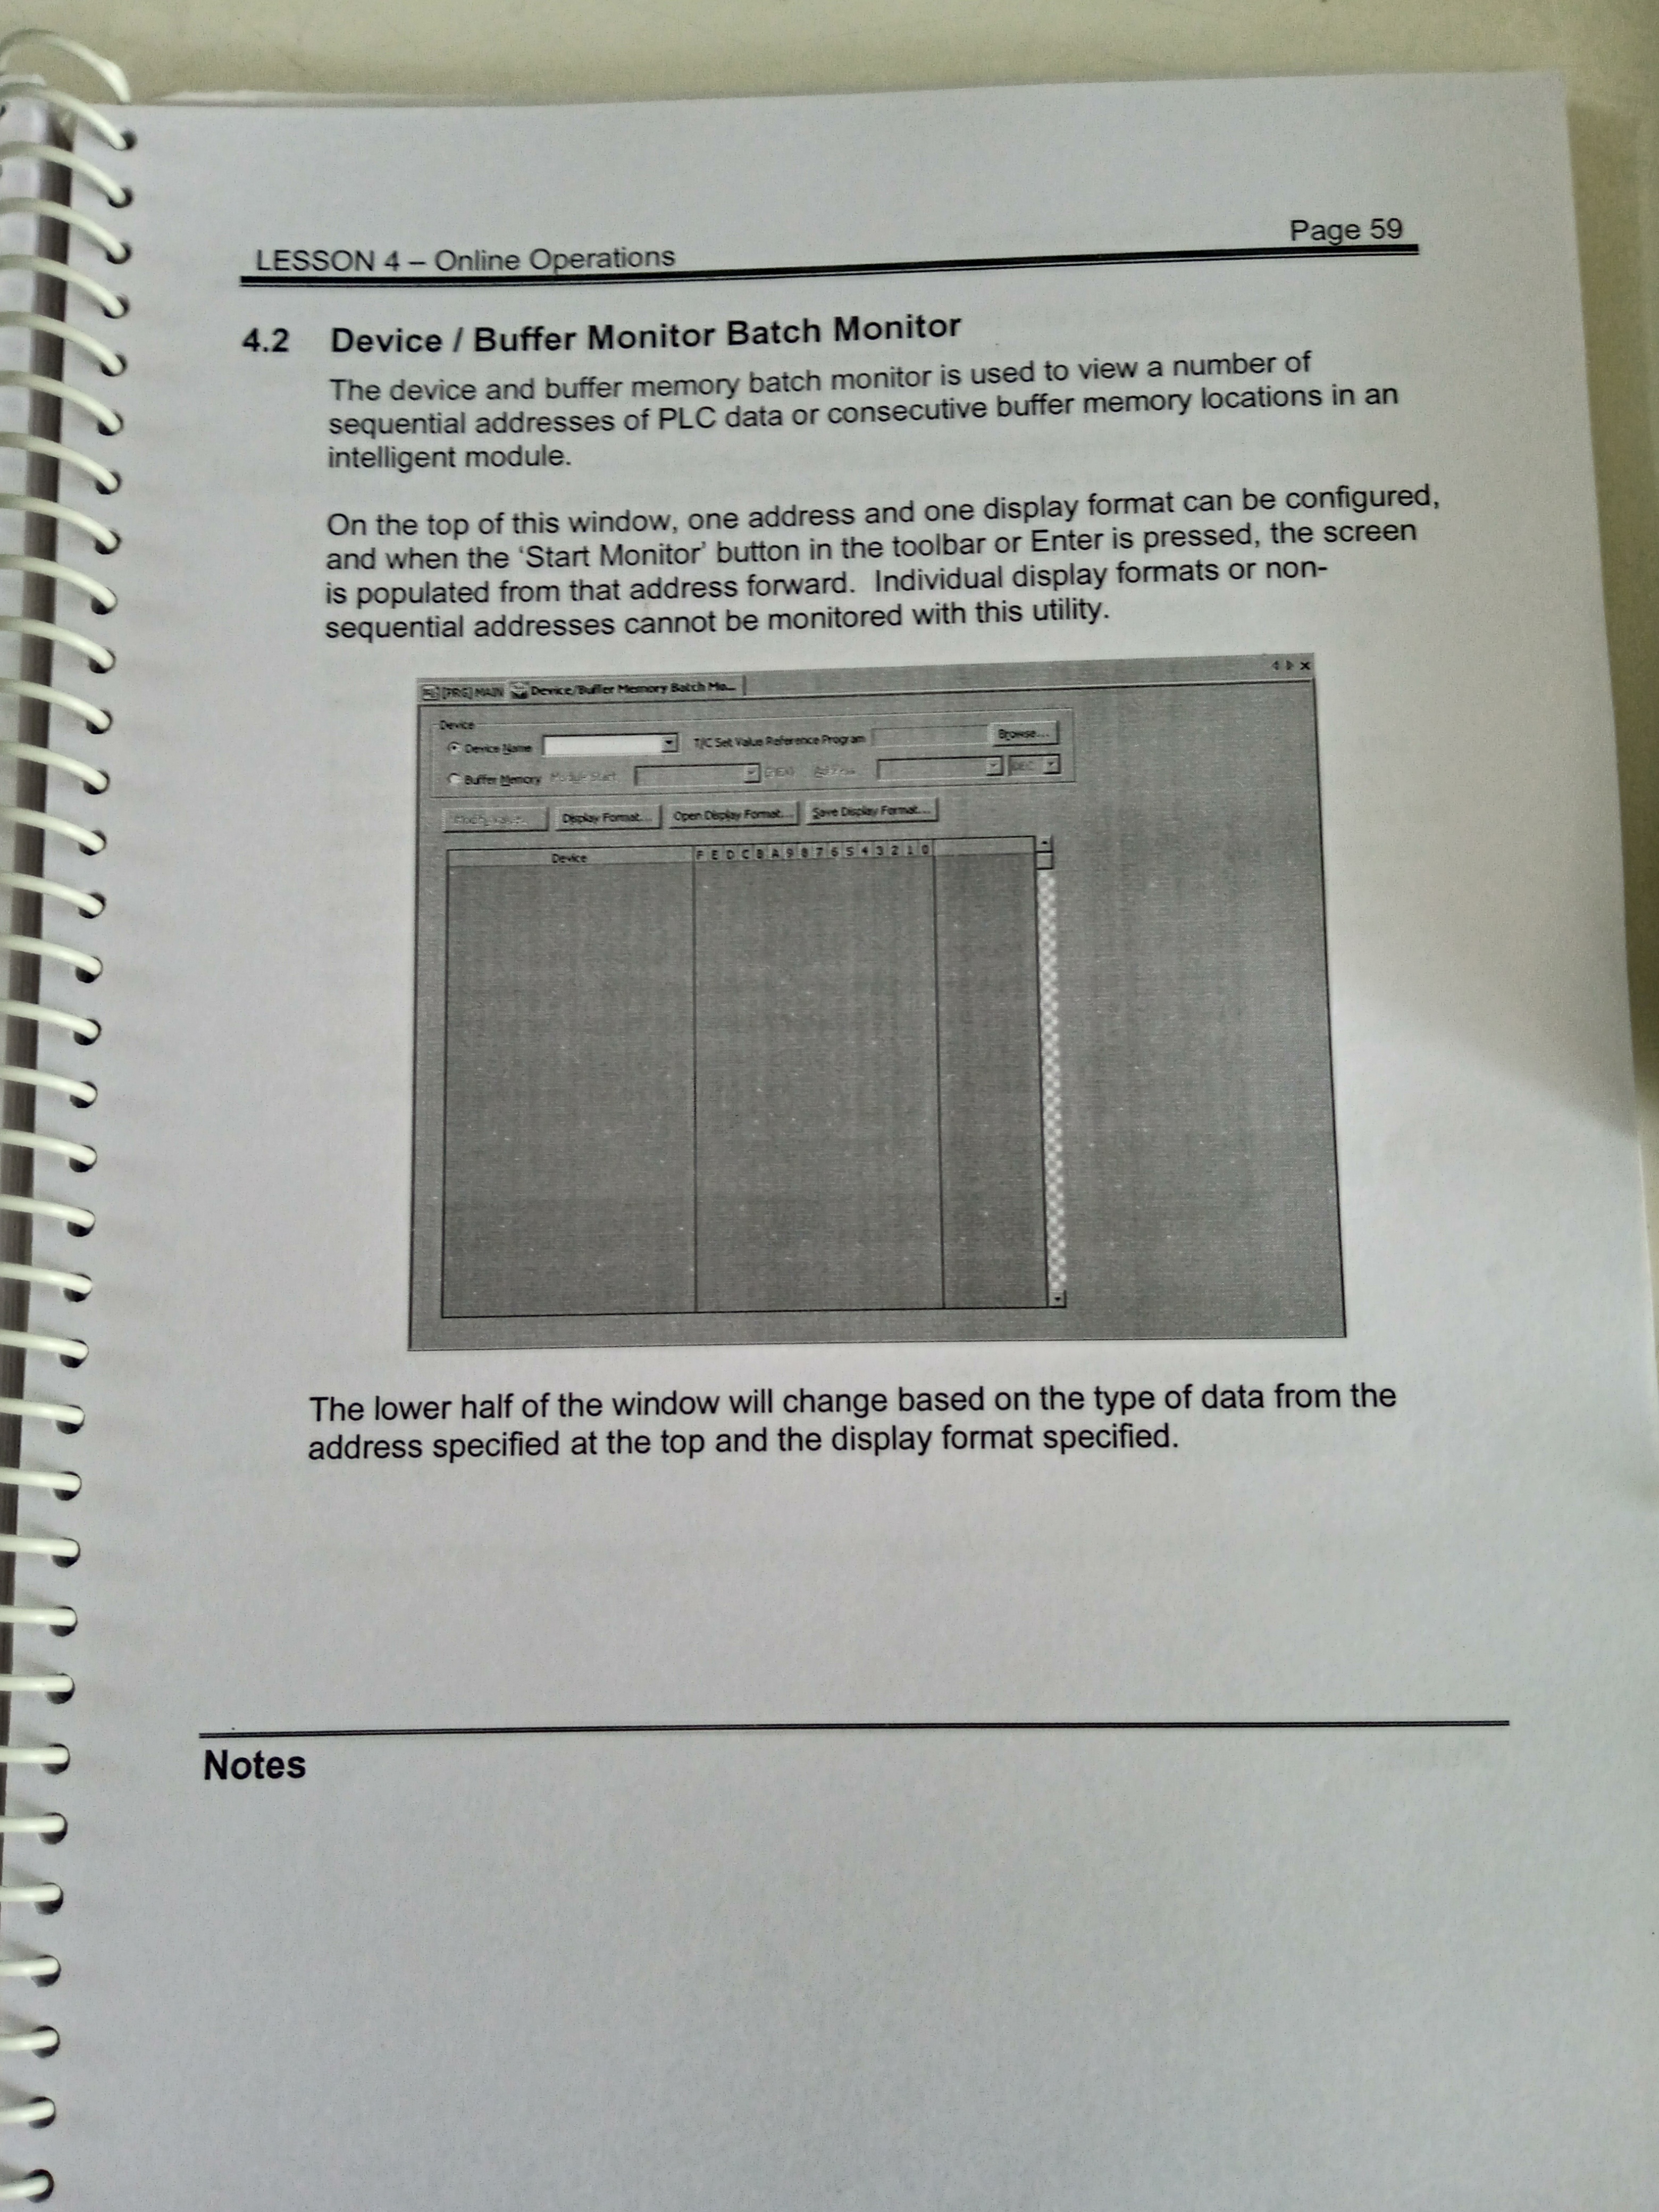 Page 59
LESSON 4 – Online Operations
4.2 Device / Buffer Monitor Batch Monitor
The device and buffer memory batch monitor is used to view a number of
sequential addresses of PLC data or consecutive buffer memory locations in an
intelligent module.
On the top of this window, one address and one display format can be configured,
and when the ‘Start Monitor’ button in the toolbar or Enter is pressed, the screen
is populated from that address forward. Individual display formats or non-
sequential addresses cannot be monitored with this utility.
[PRG] MAIN Device/Buffer Memory Batch Mo...
Device
Device Name T/C Set Value Reference Program Browse...
Buffer Memory Module Start (HEX) Address DEC
Modify Value... Display Format... Open Display Format... Save Display Format...
Device F E D C B A 9 8 7 6 5 4 3 2 1 0
The lower half of the window will change based on the type of data from the
address specified at the top and the display format specified.
Notes